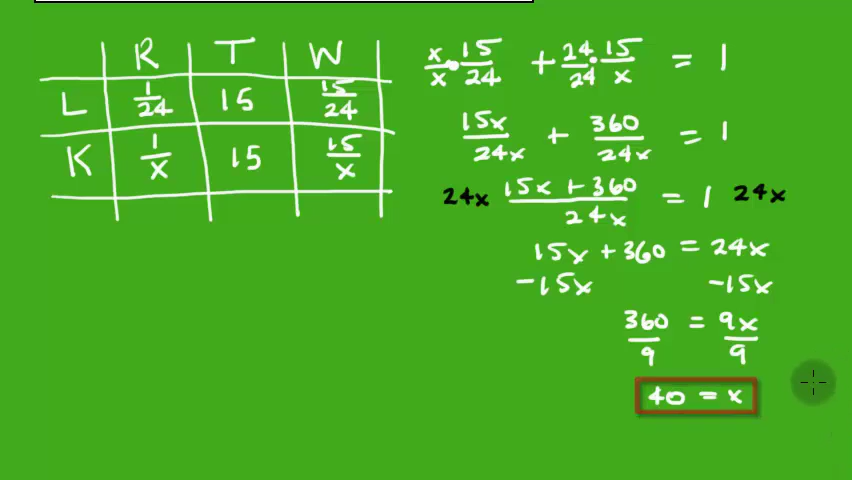 R T W
L 1/24 15 15/24
K 1/x 15 15/x
x/x · 15/24 + 24/24 · 15/x = 1
15x/24x + 360/24x = 1
24x 15x + 360/24x = 1 24x
15x + 360 = 24x
-15x -15x
360/9 = 9x/9
40 = x